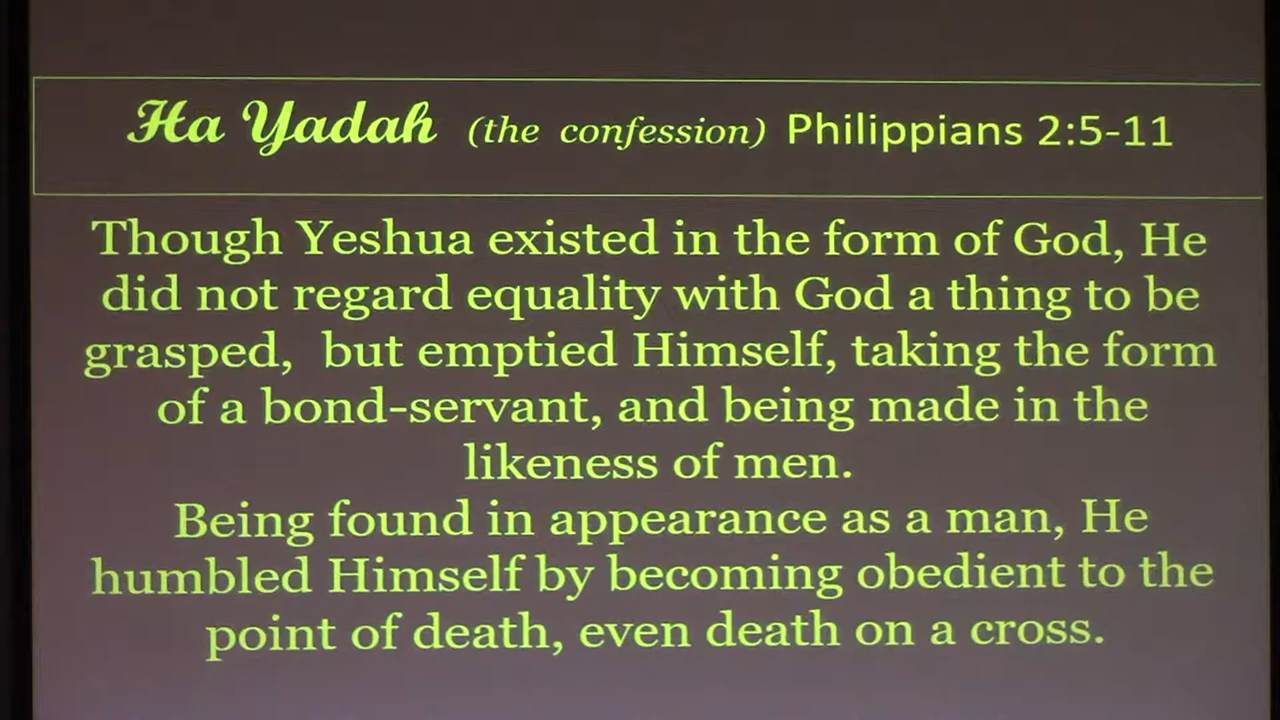 Ha Yadah (the confession) Philippians 2:5-11
Though Yeshua existed in the form of God, He
did not regard equality with God a thing to be
grasped, but emptied Himself, taking the form
of a bond-servant, and being made in the
likeness of men.
Being found in appearance as a man, He
humbled Himself by becoming obedient to the
point of death, even death on a cross.